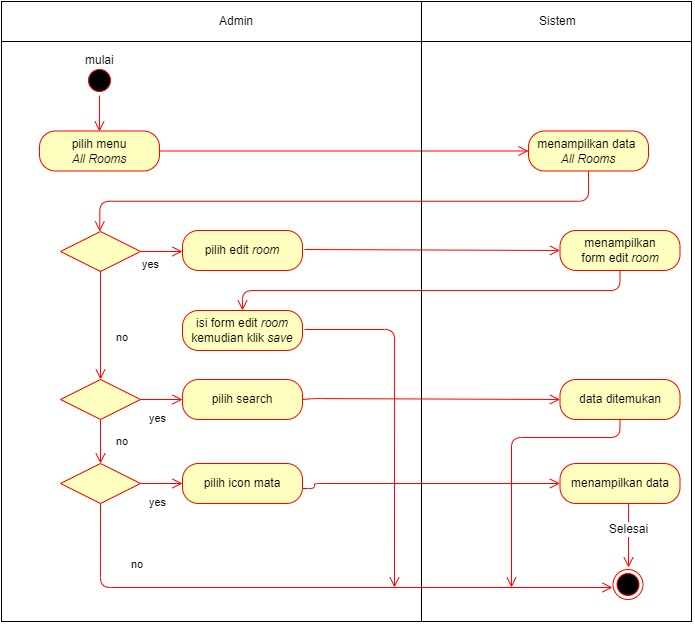 Admin
Sistem
mulai
pilih menu
All Rooms
menampilkan data
All Rooms
yes
pilih edit room
menampilkan
form edit room
no
isi form edit room
kemudian klik save
yes
pilih search
data ditemukan
no
yes
pilih icon mata
menampilkan data
Selesai
no